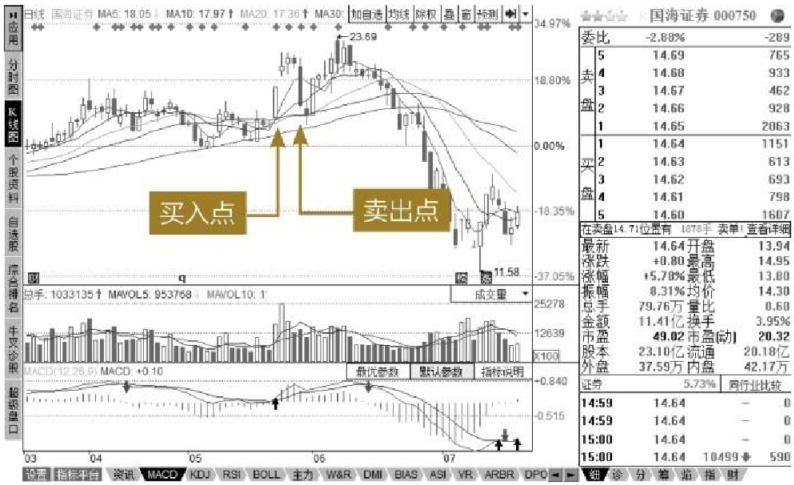 应用
分时图
K线图
个股资料
自选股
综合排名
牛叉诊股
超级盘口
日线 国海证券 MA5: 18.05↓ MA10: 17.97↑ MA20: 17.36↑ MA30: 加自选 均线 除权 叠 窗 预测
34.97%
18.80%
0.00%
-18.35%
-37.05%
23.69
买入点
卖出点
11.58
财
q
总手: 1033135↑ MAVOL5: 953768↓ MAVOL10: 1
成交量
25278
12639
X100
MACD(12,26,9) MACD: +0.10
最优参数 默认参数 指标说明
+0.840
-0.515
03 04 05 06 07
设置 指标平台 资讯 MACD KDJ RSI BOLL 主力 W&R DMI BIAS ASI VR ARBR DPO
国海证券 000750
委比 -2.88% -289
卖盘
5 14.69 765
4 14.68 933
3 14.67 462
2 14.66 928
1 14.65 2063
买盘
1 14.64 1151
2 14.63 613
3 14.62 693
4 14.61 798
5 14.60 1607
在卖盘14.71位置有 1878手 卖单! 查看详细
最新 14.64 开盘 13.94
涨跌 +0.80 最高 14.95
涨幅 +5.78% 最低 13.80
振幅 8.31% 均价 14.30
总手 79.76万 量比 0.60
金额 11.41亿 换手 3.95%
市盈 49.02 市盈(动) 20.32
股本 23.10亿 流通 20.18亿
外盘 37.59万 内盘 42.17万
证券 5.73% 同行业比较
14:59 14.64 — 0
14:59 14.64 — 0
15:00 14.64 — 0
15:00 14.64 10499 590
细 诊 分 筹 监 指 财